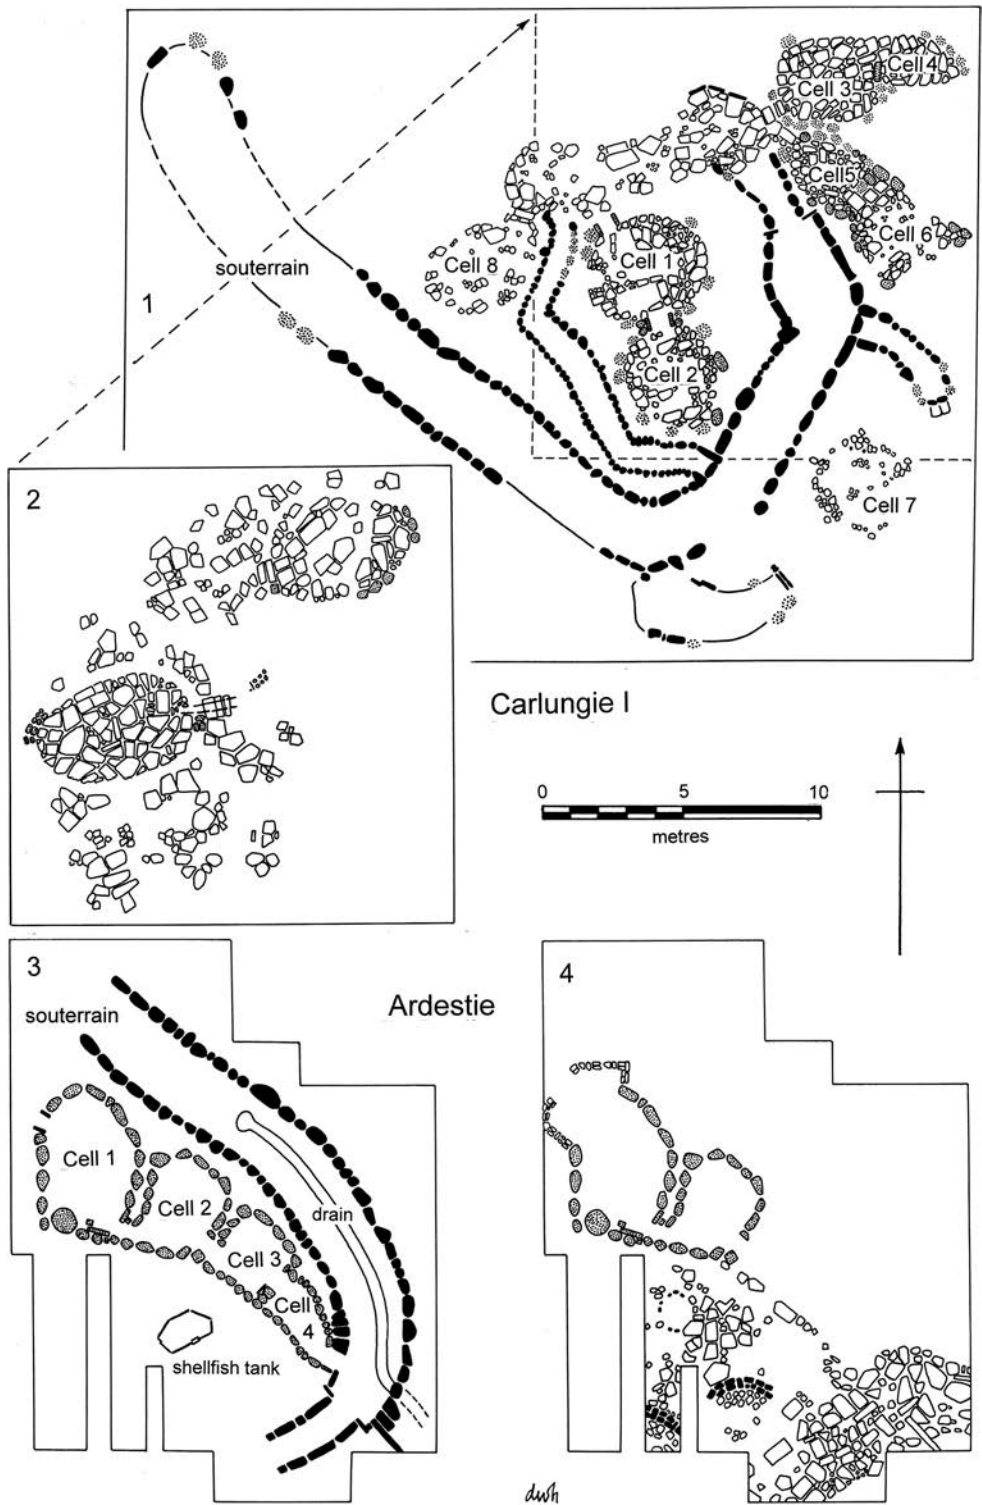 Cell 4
Cell 3
Cell5
Cell 6
Cell 1
Cell 8
souterrain
1
Cell 2
Cell 7
2
Carlungie I
0 5 10
metres
3
souterrain
Ardestie
4
Cell 1
Cell 2
drain
Cell 3
Cell
4
shellfish tank
dwh